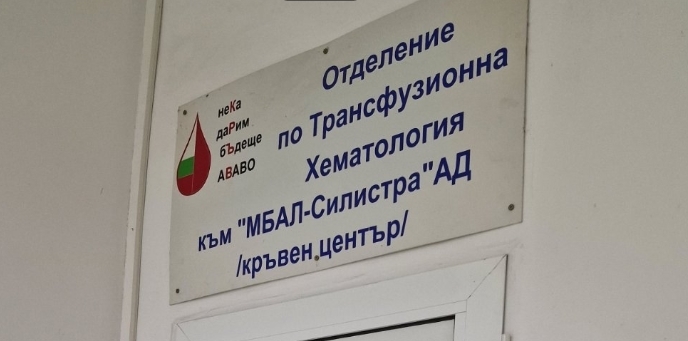 неКа
даРим
бЪдеще
АВАВО
Отделение
по Трансфузионна
Хематология
към "МБАЛ-Силистра"АД
/кръвен център/